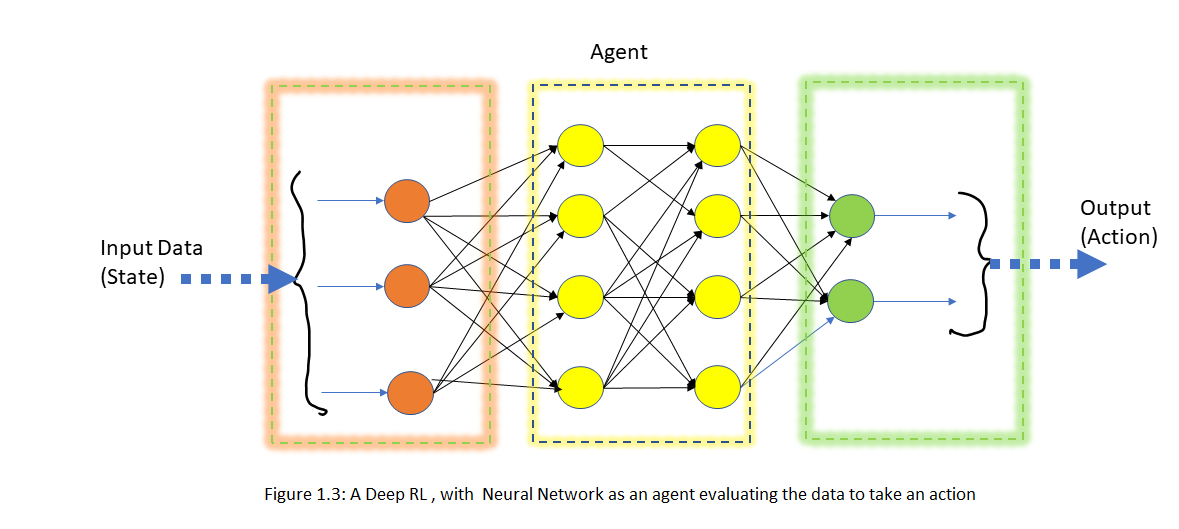 Agent
Input Data
(State)
Output
(Action)
Figure 1.3: A Deep RL , with  Neural Network as an agent evaluating the data to take an action